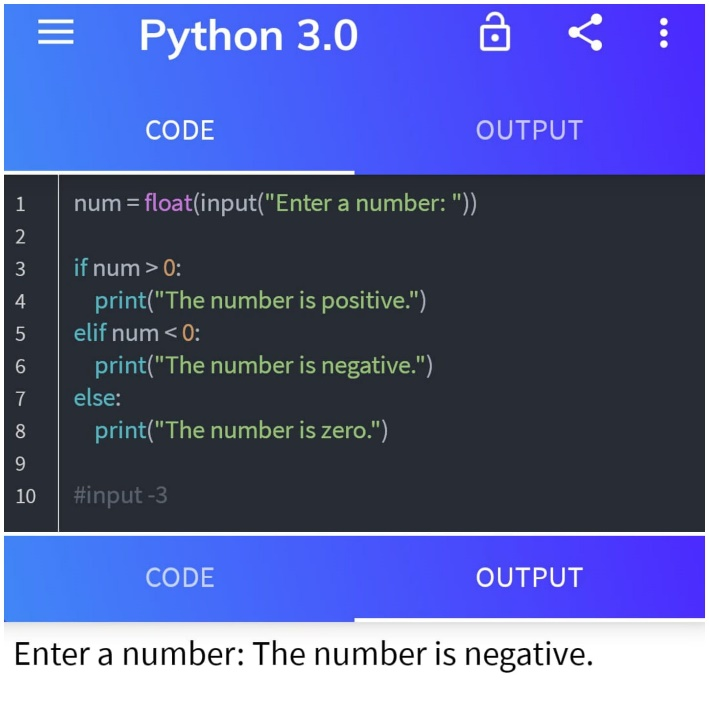 Python 3.0
CODE OUTPUT
1 num = float(input("Enter a number: "))
2
3 if num > 0:
4     print("The number is positive.")
5 elif num < 0:
6     print("The number is negative.")
7 else:
8     print("The number is zero.")
9
10 #input -3
CODE OUTPUT
Enter a number: The number is negative.